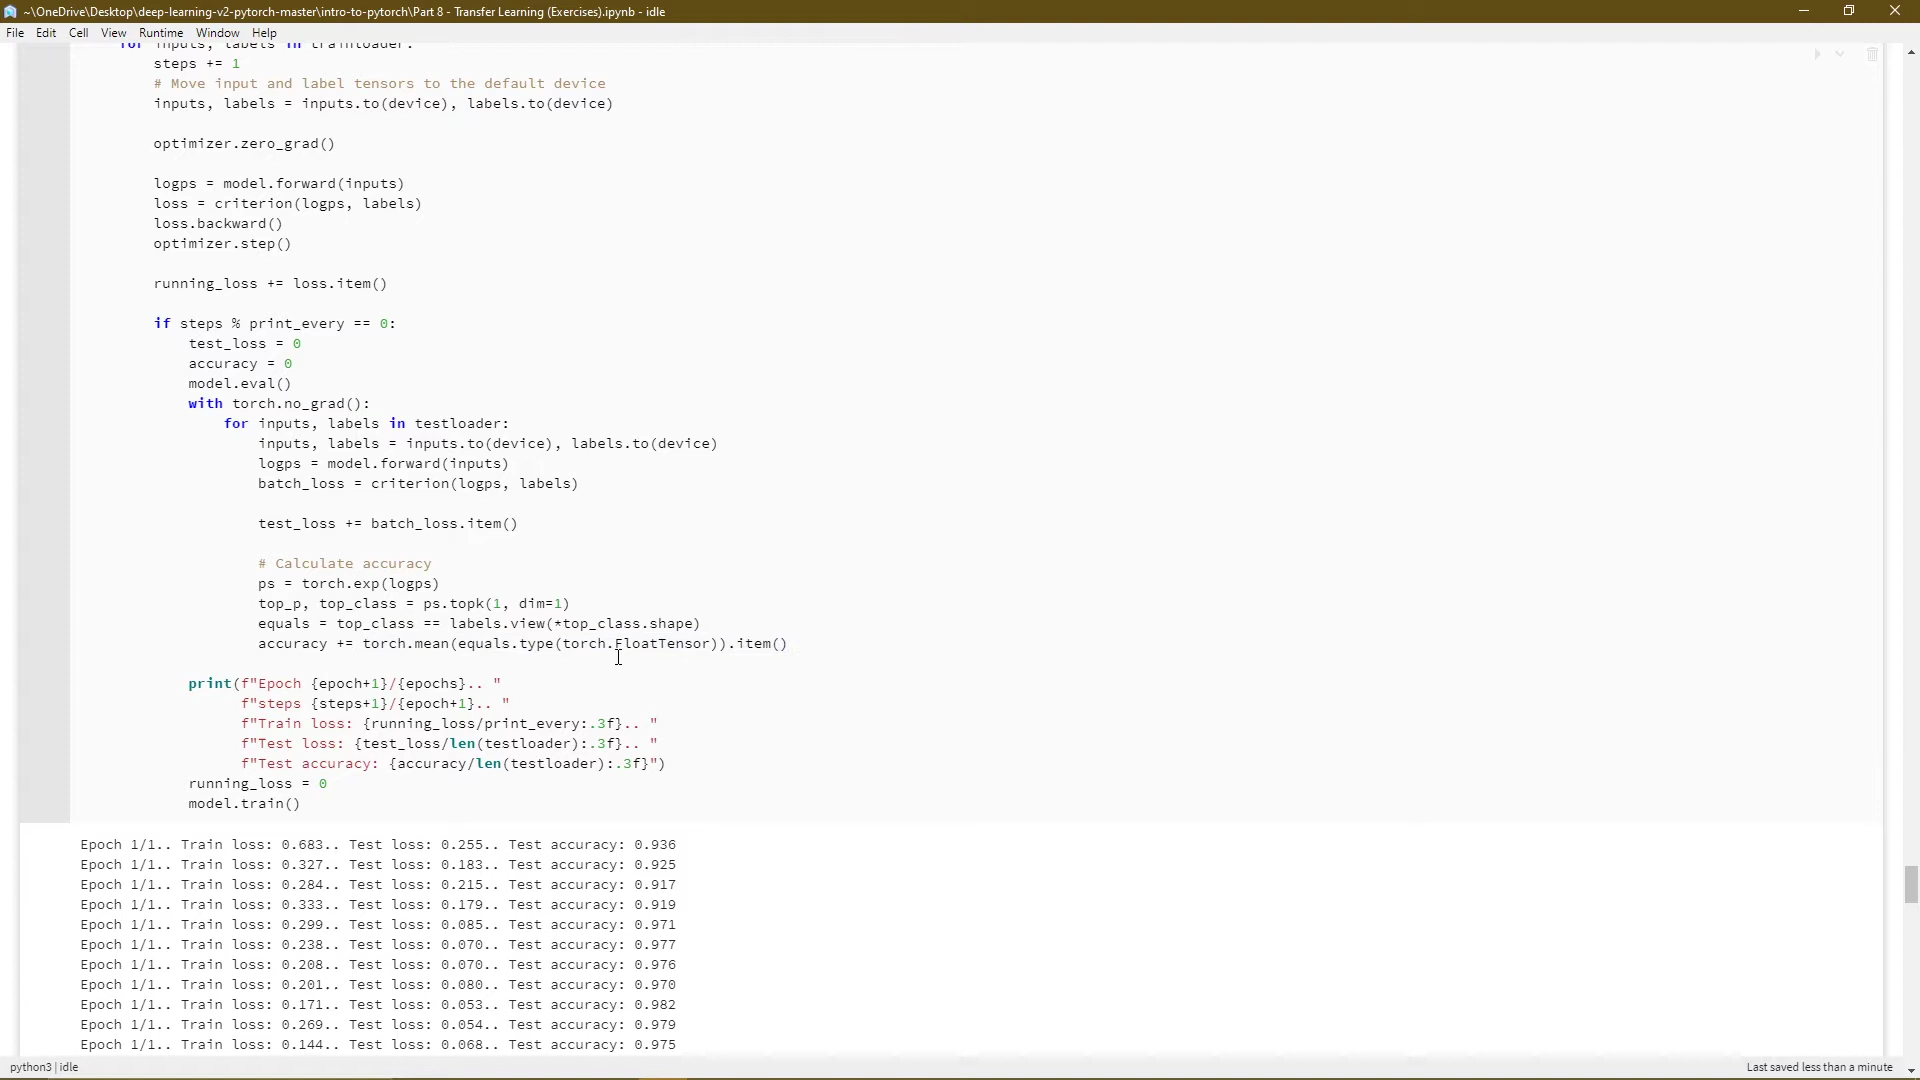 ~\OneDrive\Desktop\deep-learning-v2-pytorch-master\intro-to-pytorch\Part 8 - Transfer Learning (Exercises).ipynb - idle
File Edit Cell View Runtime Window Help
for inputs, labels in trainloader:
steps += 1
# Move input and label tensors to the default device
inputs, labels = inputs.to(device), labels.to(device)
optimizer.zero_grad()
logps = model.forward(inputs)
loss = criterion(logps, labels)
loss.backward()
optimizer.step()
running_loss += loss.item()
if steps % print_every == 0:
test_loss = 0
accuracy = 0
model.eval()
with torch.no_grad():
for inputs, labels in testloader:
inputs, labels = inputs.to(device), labels.to(device)
logps = model.forward(inputs)
batch_loss = criterion(logps, labels)
test_loss += batch_loss.item()
# Calculate accuracy
ps = torch.exp(logps)
top_p, top_class = ps.topk(1, dim=1)
equals = top_class == labels.view(*top_class.shape)
accuracy += torch.mean(equals.type(torch.FloatTensor)).item()
print(f"Epoch {epoch+1}/{epochs}.. "
f"steps {steps+1}/{epoch+1}.. "
f"Train loss: {running_loss/print_every:.3f}.. "
f"Test loss: {test_loss/len(testloader):.3f}.. "
f"Test accuracy: {accuracy/len(testloader):.3f}")
running_loss = 0
model.train()
Epoch 1/1.. Train loss: 0.683.. Test loss: 0.255.. Test accuracy: 0.936
Epoch 1/1.. Train loss: 0.327.. Test loss: 0.183.. Test accuracy: 0.925
Epoch 1/1.. Train loss: 0.284.. Test loss: 0.215.. Test accuracy: 0.917
Epoch 1/1.. Train loss: 0.333.. Test loss: 0.179.. Test accuracy: 0.919
Epoch 1/1.. Train loss: 0.299.. Test loss: 0.085.. Test accuracy: 0.971
Epoch 1/1.. Train loss: 0.238.. Test loss: 0.070.. Test accuracy: 0.977
Epoch 1/1.. Train loss: 0.208.. Test loss: 0.070.. Test accuracy: 0.976
Epoch 1/1.. Train loss: 0.201.. Test loss: 0.080.. Test accuracy: 0.970
Epoch 1/1.. Train loss: 0.171.. Test loss: 0.053.. Test accuracy: 0.982
Epoch 1/1.. Train loss: 0.269.. Test loss: 0.054.. Test accuracy: 0.979
Epoch 1/1.. Train loss: 0.144.. Test loss: 0.068.. Test accuracy: 0.975
python3 | idle
Last saved less than a minute